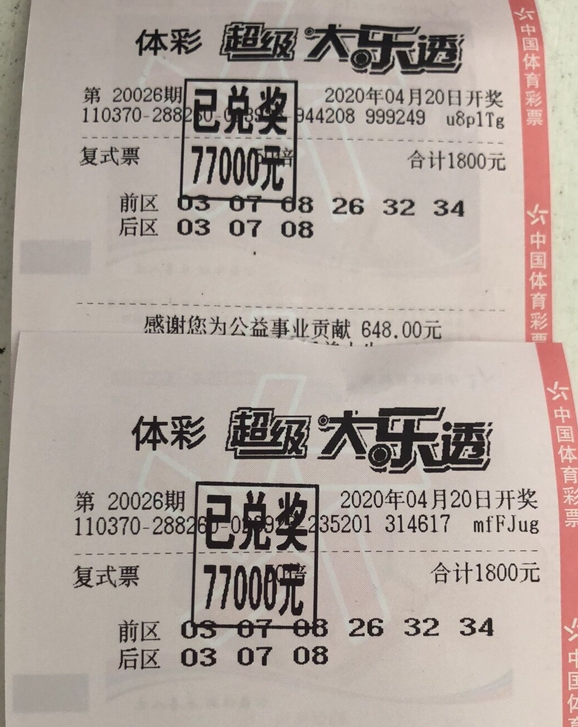 体彩 超级大乐透
第 20026期 2020年04月20日开奖
110370-288260- 944208 999249 u8plTg
已兑奖
77000元
复式票 倍 合计1800元
前区 03 07 08 26 32 34
后区 03 07 08
感谢您为公益事业贡献 648.00元
中国体育彩票
中国体育彩票
体彩 超级大乐透
第 20026期 2020年04月20日开奖
110370-288260- 235201 314617 mfFJug
已兑奖
77000元
复式票 倍 合计1800元
前区 03 07 08 26 32 34
后区 03 07 08
中国体育彩票
中国体